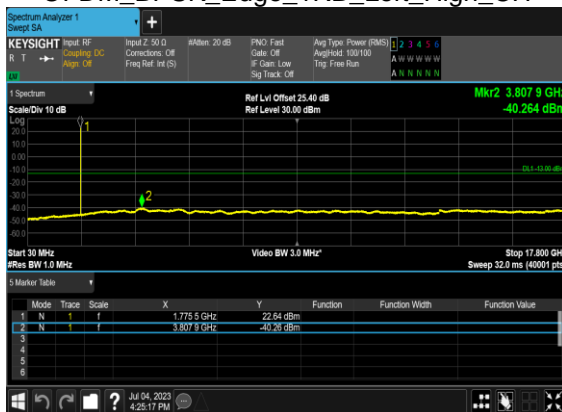 Spectrum Analyzer 1
Swept SA
+
KEYSIGHT Input: RF Input Z: 50 Ω #Atten: 20 dB PNO: Fast Avg Type: Power (RMS) 1 2 3 4 5 6
R T Coupling: DC Corrections: Off Gate: Off Avg|Hold: 100/100 A W W W W W
Align: Off Freq Ref: Int (S) IF Gain: Low Trig: Free Run
LU Sig Track: Off A N N N N N
1 Spectrum Ref Lvl Offset 25.40 dB Mkr2 3.807 9 GHz
Scale/Div 10 dB Ref Level 30.00 dBm -40.264 dBm
Log
20.0
10.0
0.00
-10.0
-20.0
-30.0
-40.0
-50.0
-60.0
1
2
DL1 -13.00 dBm
Start 30 MHz Video BW 3.0 MHz* Stop 17.800 GHz
#Res BW 1.0 MHz Sweep 32.0 ms (40001 pts)
5 Marker Table
Mode Trace Scale X Y Function Function Width Function Value
1 N 1 f 1.775 5 GHz 22.64 dBm
2 N 1 f 3.807 9 GHz -40.26 dBm
3
4
5
6
? Jul 04, 2023
4:25:17 PM